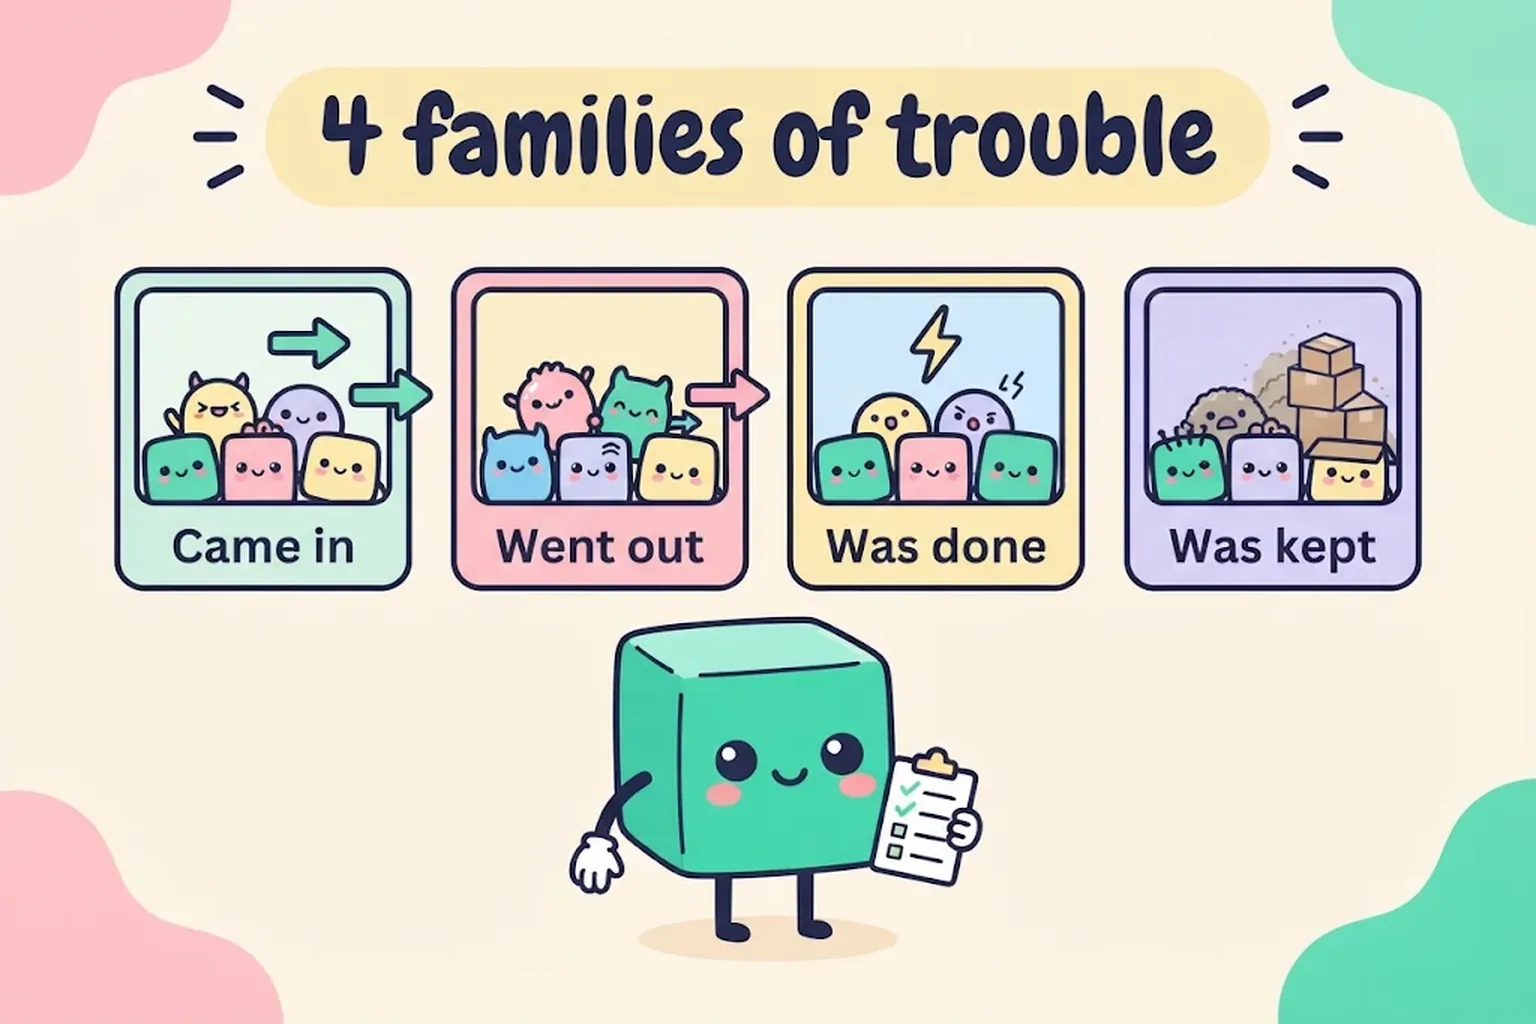 4 families of trouble
Came in
Went out
Was done
Was kept